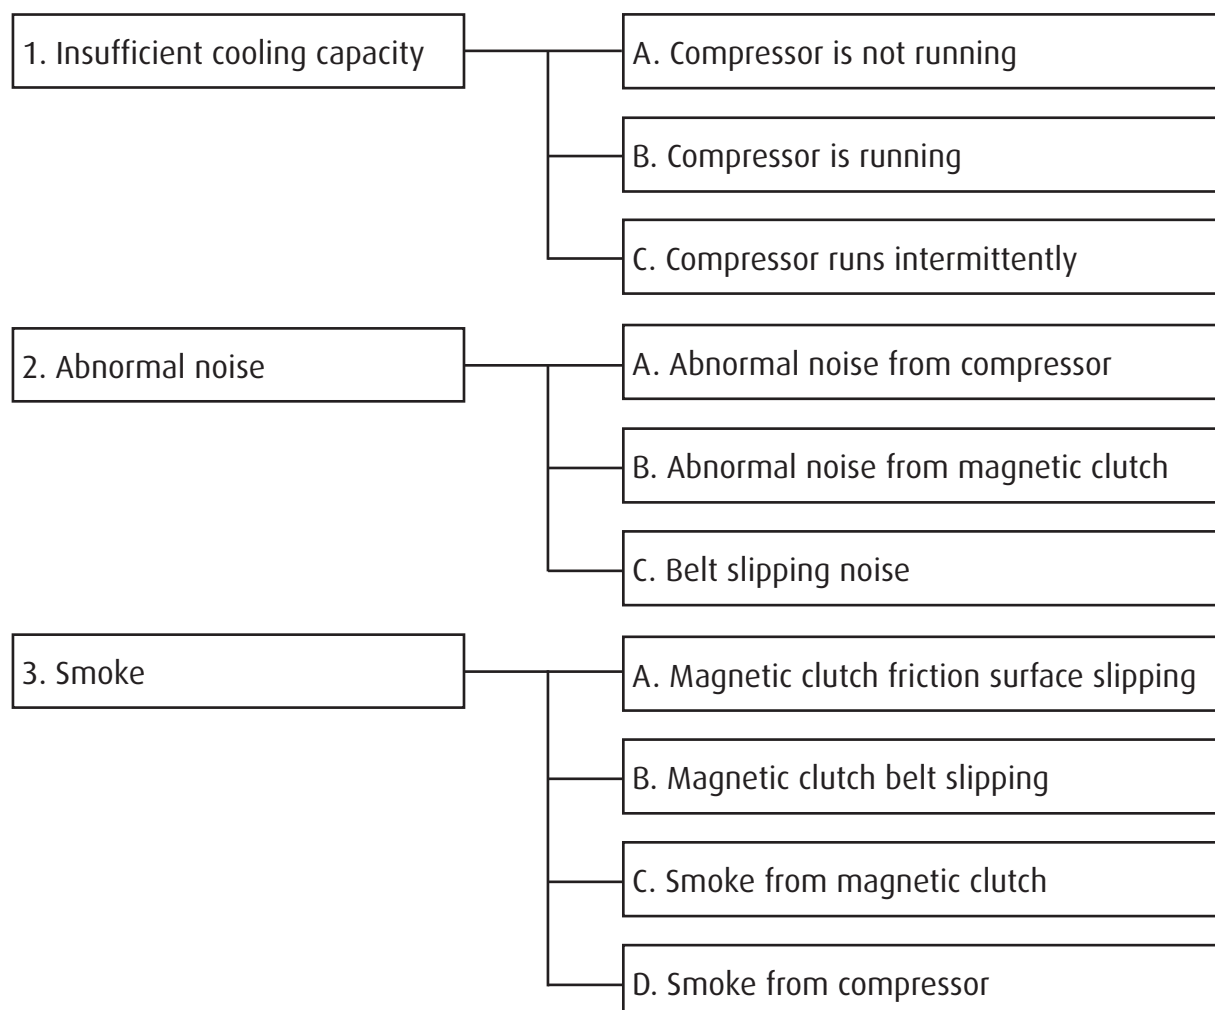 1. Insufficient cooling capacity
A. Compressor is not running
B. Compressor is running
C. Compressor runs intermittently
2. Abnormal noise
A. Abnormal noise from compressor
B. Abnormal noise from magnetic clutch
C. Belt slipping noise
3. Smoke
A. Magnetic clutch friction surface slipping
B. Magnetic clutch belt slipping
C. Smoke from magnetic clutch
D. Smoke from compressor